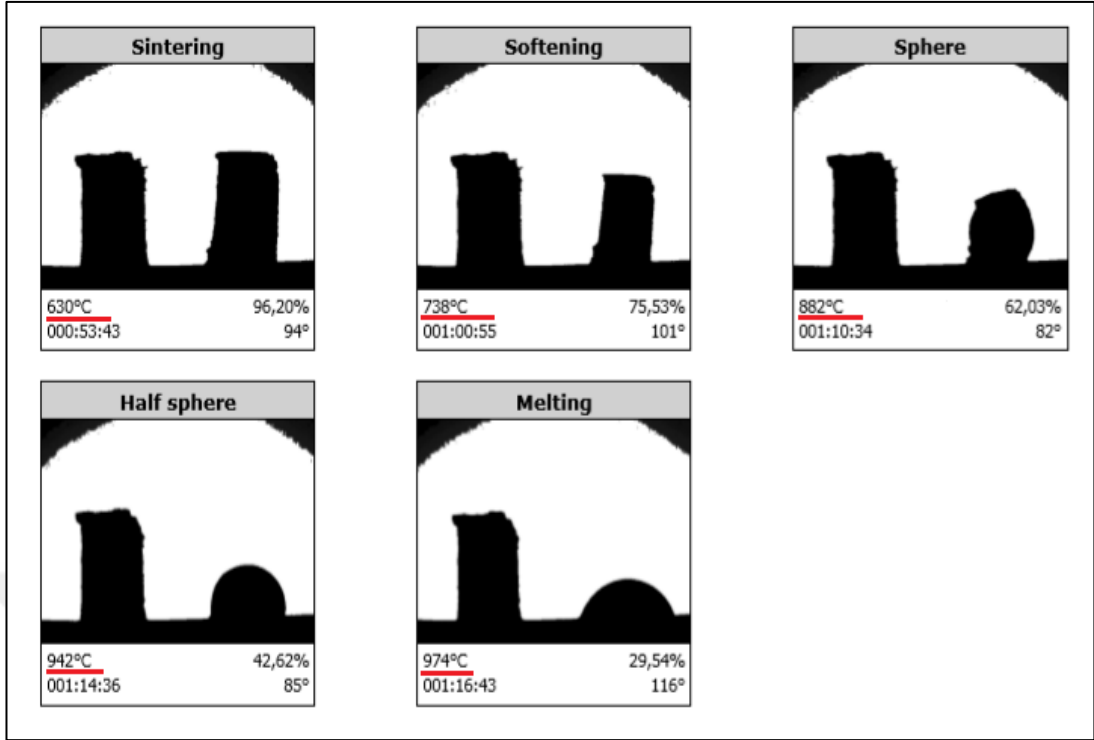 Sintering
630°C 96,20%
000:53:43 94°
Softening
738°C 75,53%
001:00:55 101°
Sphere
882°C 62,03%
001:10:34 82°
Half sphere
942°C 42,62%
001:14:36 85°
Melting
974°C 29,54%
001:16:43 116°